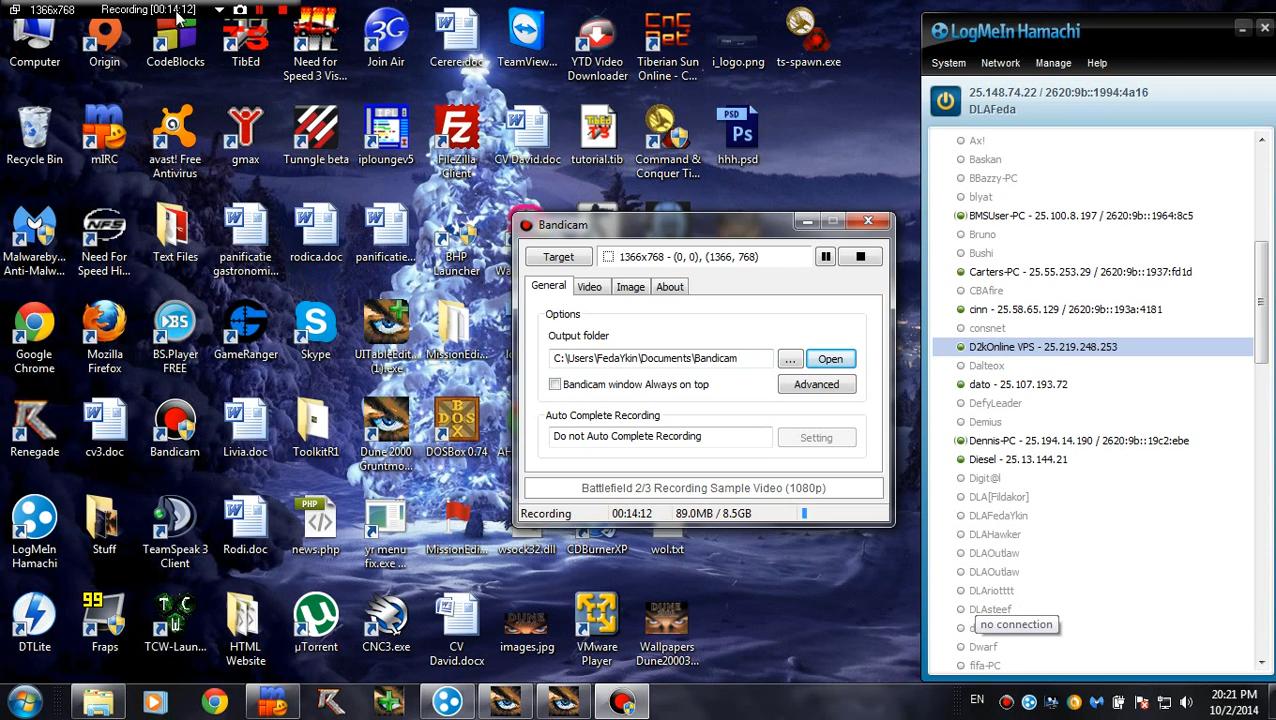 1366x768 Recording [00:14:12]
Computer
Origin
CodeBlocks
TibEd
Need for
Speed 3 Vis...
3G
Join Air
Cerere.doc
TeamView...
YTD Video
Downloader
Tiberian Sun
Online - C...
i_logo.png
ts-spawn.exe
Recycle Bin
mIRC
avast! Free
Antivirus
gmax
Tunngle beta
iploungev5
FileZilla
Client
CV David.doc
tutorial.tib
Command &
Conquer Ti...
PSD
Ps
hhh.psd
Malwareby...
Anti-Malw...
Need For
Speed Hi...
Text Files
panificatie
gastronomi...
rodica.doc
panificatie...
BHP
Launcher
Google
Chrome
Mozilla
Firefox
BS.Player
FREE
GameRanger
Skype
UITableEdit...
(1).exe
MissionEdi...
Renegade
cv3.doc
Bandicam
Livia.doc
ToolkitR1
Dune 2000
Gruntmo...
DOSBox 0.74
LogMeIn
Hamachi
Stuff
TeamSpeak 3
Client
Rodi.doc
PHP
news.php
yr menu
fix.exe ...
MissionEdi...
wsock32.dll
CDBurnerXP
wol.txt
DTLite
99
Fraps
TCW-Laun...
HTML
Website
µTorrent
CNC3.exe
CV
David.docx
images.jpg
VMware
Player
Wallpapers
Dune20003...
Bandicam
Target 1366x768 - (0, 0), (1366, 768)
General Video Image About
Options
Output folder
C:\Users\FedaYkin\Documents\Bandicam ... Open
Bandicam window Always on top Advanced
Auto Complete Recording
Do not Auto Complete Recording Setting
Battlefield 2/3 Recording Sample Video (1080p)
Recording 00:14:12 89.0MB / 8.5GB
LogMeIn Hamachi
System Network Manage Help
25.148.74.22 / 2620:9b::1994:4a16
DLAFeda
Ax!
Baskan
BBazzy-PC
blyat
BMSUser-PC - 25.100.8.197 / 2620:9b::1964:8c5
Bruno
Bushi
Carters-PC - 25.55.253.29 / 2620:9b::1937:fd1d
CBAfire
cinn - 25.58.65.129 / 2620:9b::193a:4181
consnet
D2kOnline VPS - 25.219.248.253
Dalteox
dato - 25.107.193.72
DefyLeader
Demius
Dennis-PC - 25.194.14.190 / 2620:9b::19c2:ebe
Diesel - 25.13.144.21
Digit@l
DLA[Fildakor]
DLAFedaYkin
DLAHawker
DLAOutlaw
DLAOutlaw
DLAriotttt
DLAsteef
no connection
Dwarf
fifa-PC
EN
20:21 PM
10/2/2014